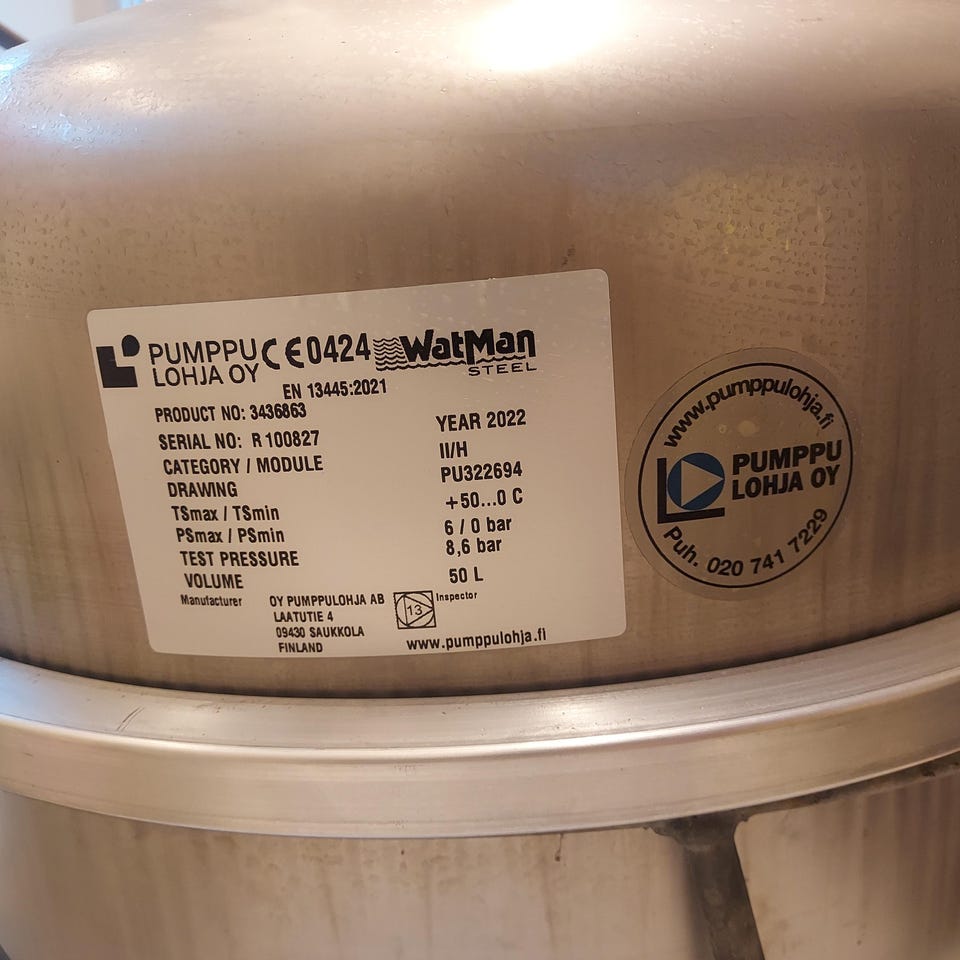 PUMPPU LOHJA OY CE0424 WatMan STEEL
EN 13445:2021
PRODUCT NO: 3436863
SERIAL NO: R 100827 YEAR 2022
CATEGORY / MODULE II/H
DRAWING PU322694
TSmax / TSmin +50...0 C
PSmax / PSmin 6 / 0 bar
TEST PRESSURE 8,6 bar
VOLUME 50 L
Manufacturer OY PUMPPULOHJA AB 13 Inspector
LAATUTIE 4
09430 SAUKKOLA
FINLAND www.pumppulohja.fi
www.pumppulohja.fi
PUMPPU
LOHJA OY
Puh. 020 741 7229